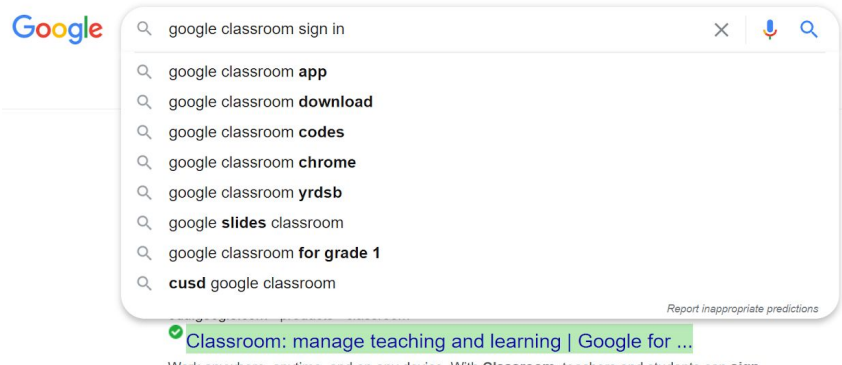 Google
google classroom sign in
google classroom app
google classroom download
google classroom codes
google classroom chrome
google classroom yrdsb
google slides classroom
google classroom for grade 1
cusd google classroom
Report inappropriate predictions
Classroom: manage teaching and learning | Google for ...